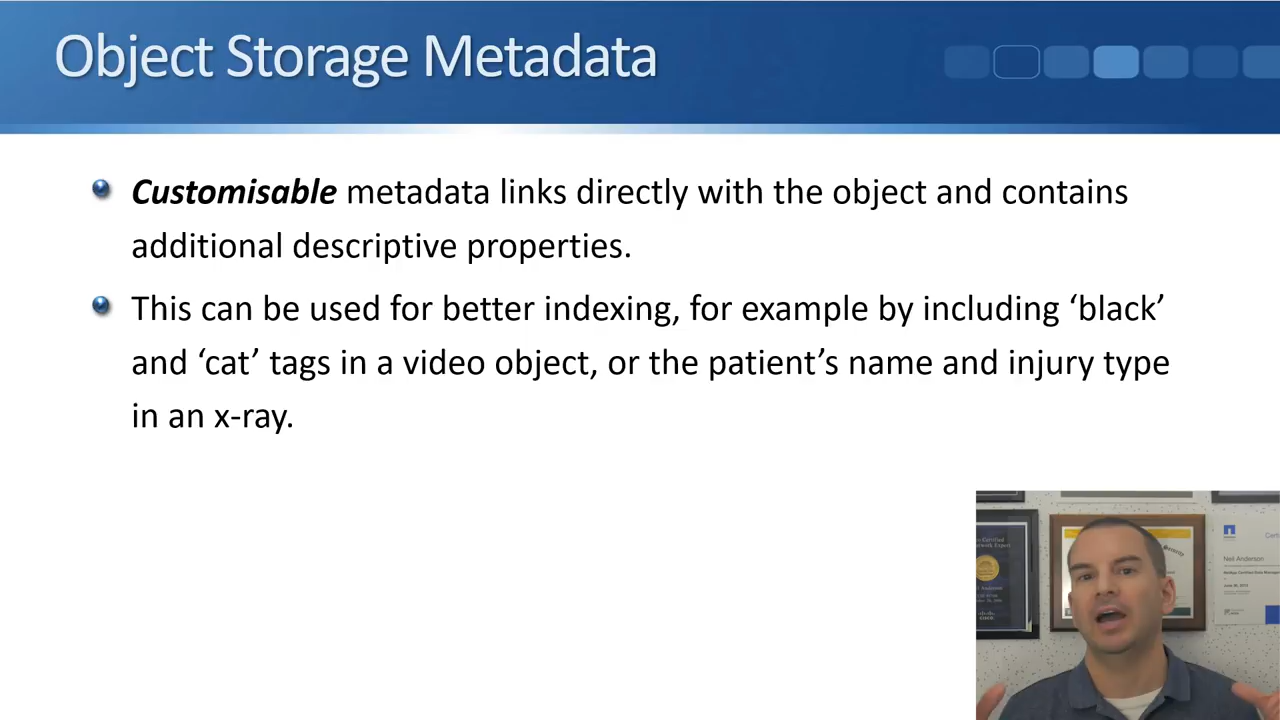 Object Storage Metadata
Customisable metadata links directly with the object and contains
additional descriptive properties.
This can be used for better indexing, for example by including ‘black’
and ‘cat’ tags in a video object, or the patient’s name and injury type
in an x-ray.
Neil Anderson